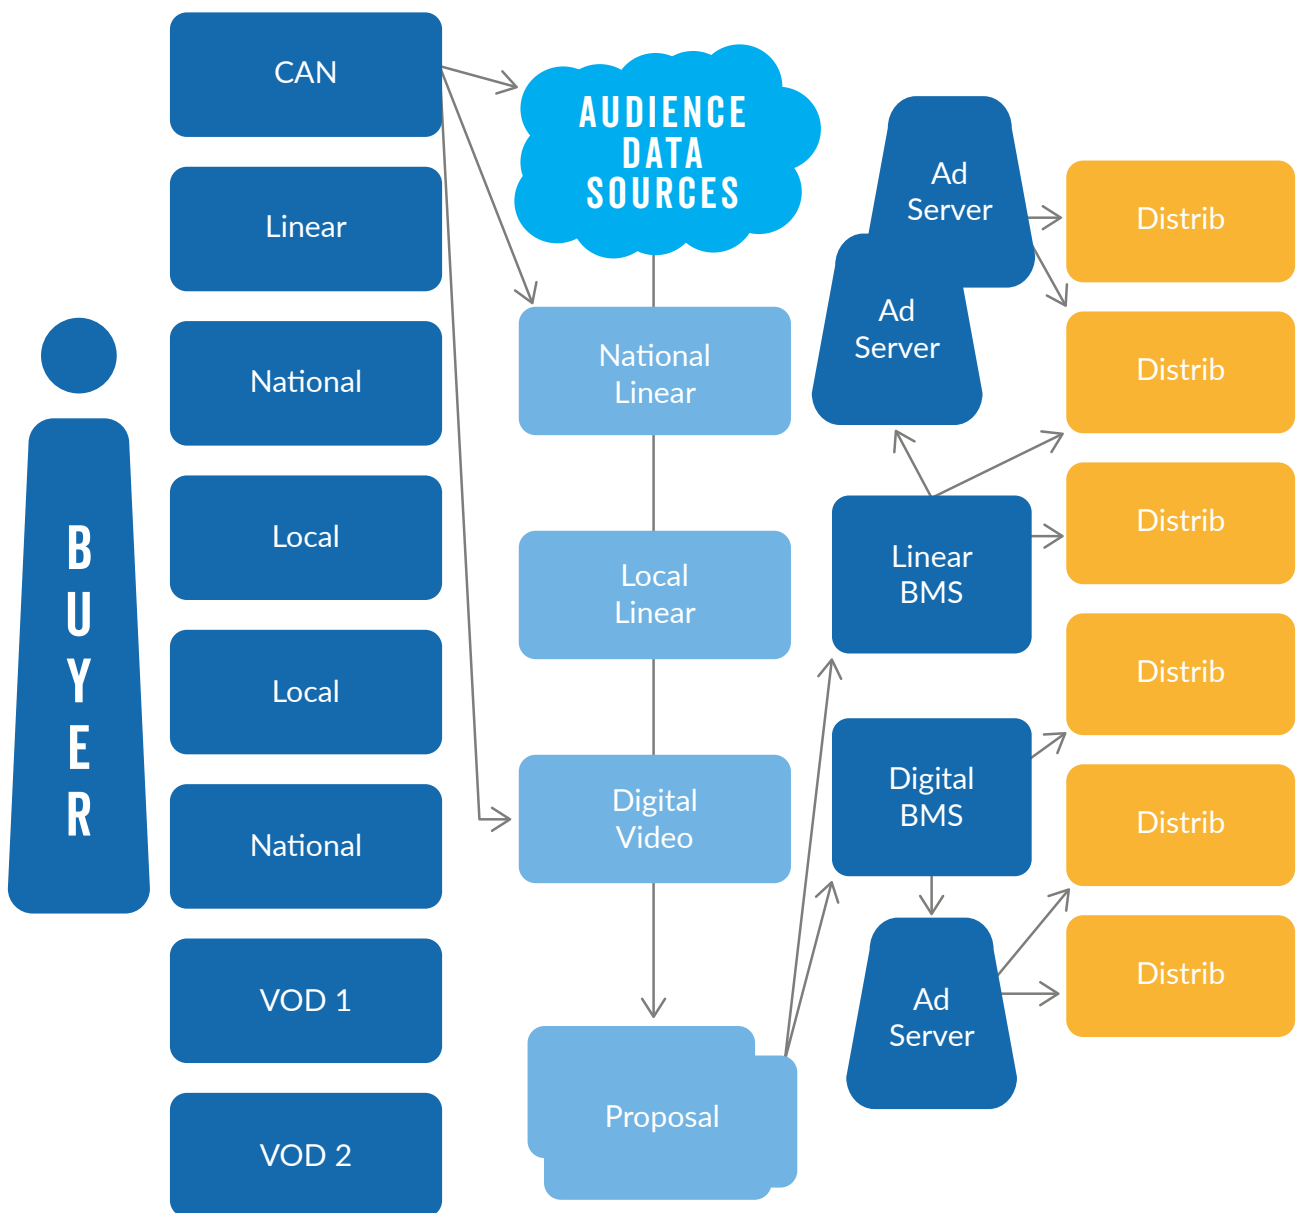 BUYER
CAN
Linear
National
Local
Local
National
VOD 1
VOD 2
AUDIENCE
DATA
SOURCES
National
Linear
Local
Linear
Digital
Video
Proposal
Ad
Server
Ad
Server
Linear
BMS
Digital
BMS
Ad
Server
Distrib
Distrib
Distrib
Distrib
Distrib
Distrib